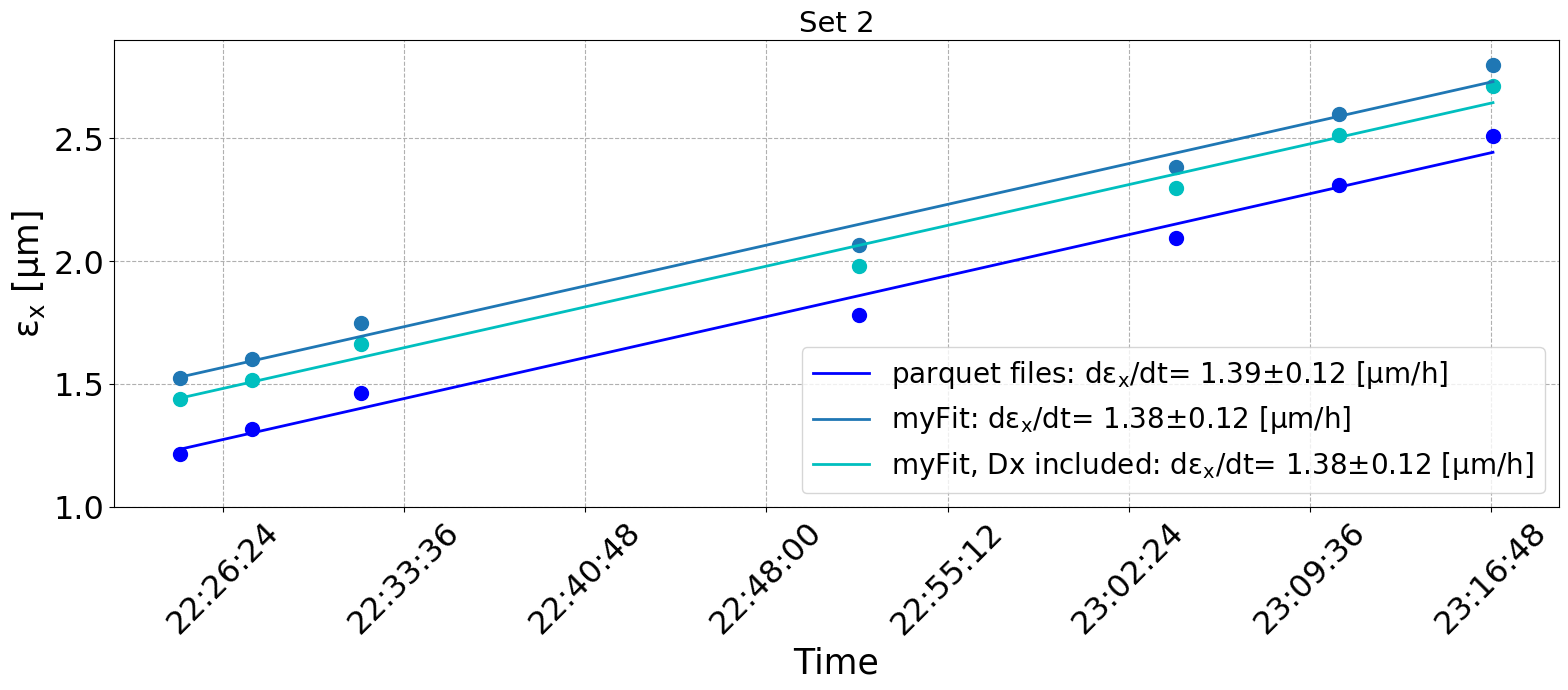 Set 2
εx [μm]
2.5
2.0
1.5
1.0
parquet files: dεx/dt= 1.39±0.12 [μm/h]
myFit: dεx/dt= 1.38±0.12 [μm/h]
myFit, Dx included: dεx/dt= 1.38±0.12 [μm/h]
22:26:24
22:33:36
22:40:48
22:48:00
22:55:12
23:02:24
23:09:36
23:16:48
Time